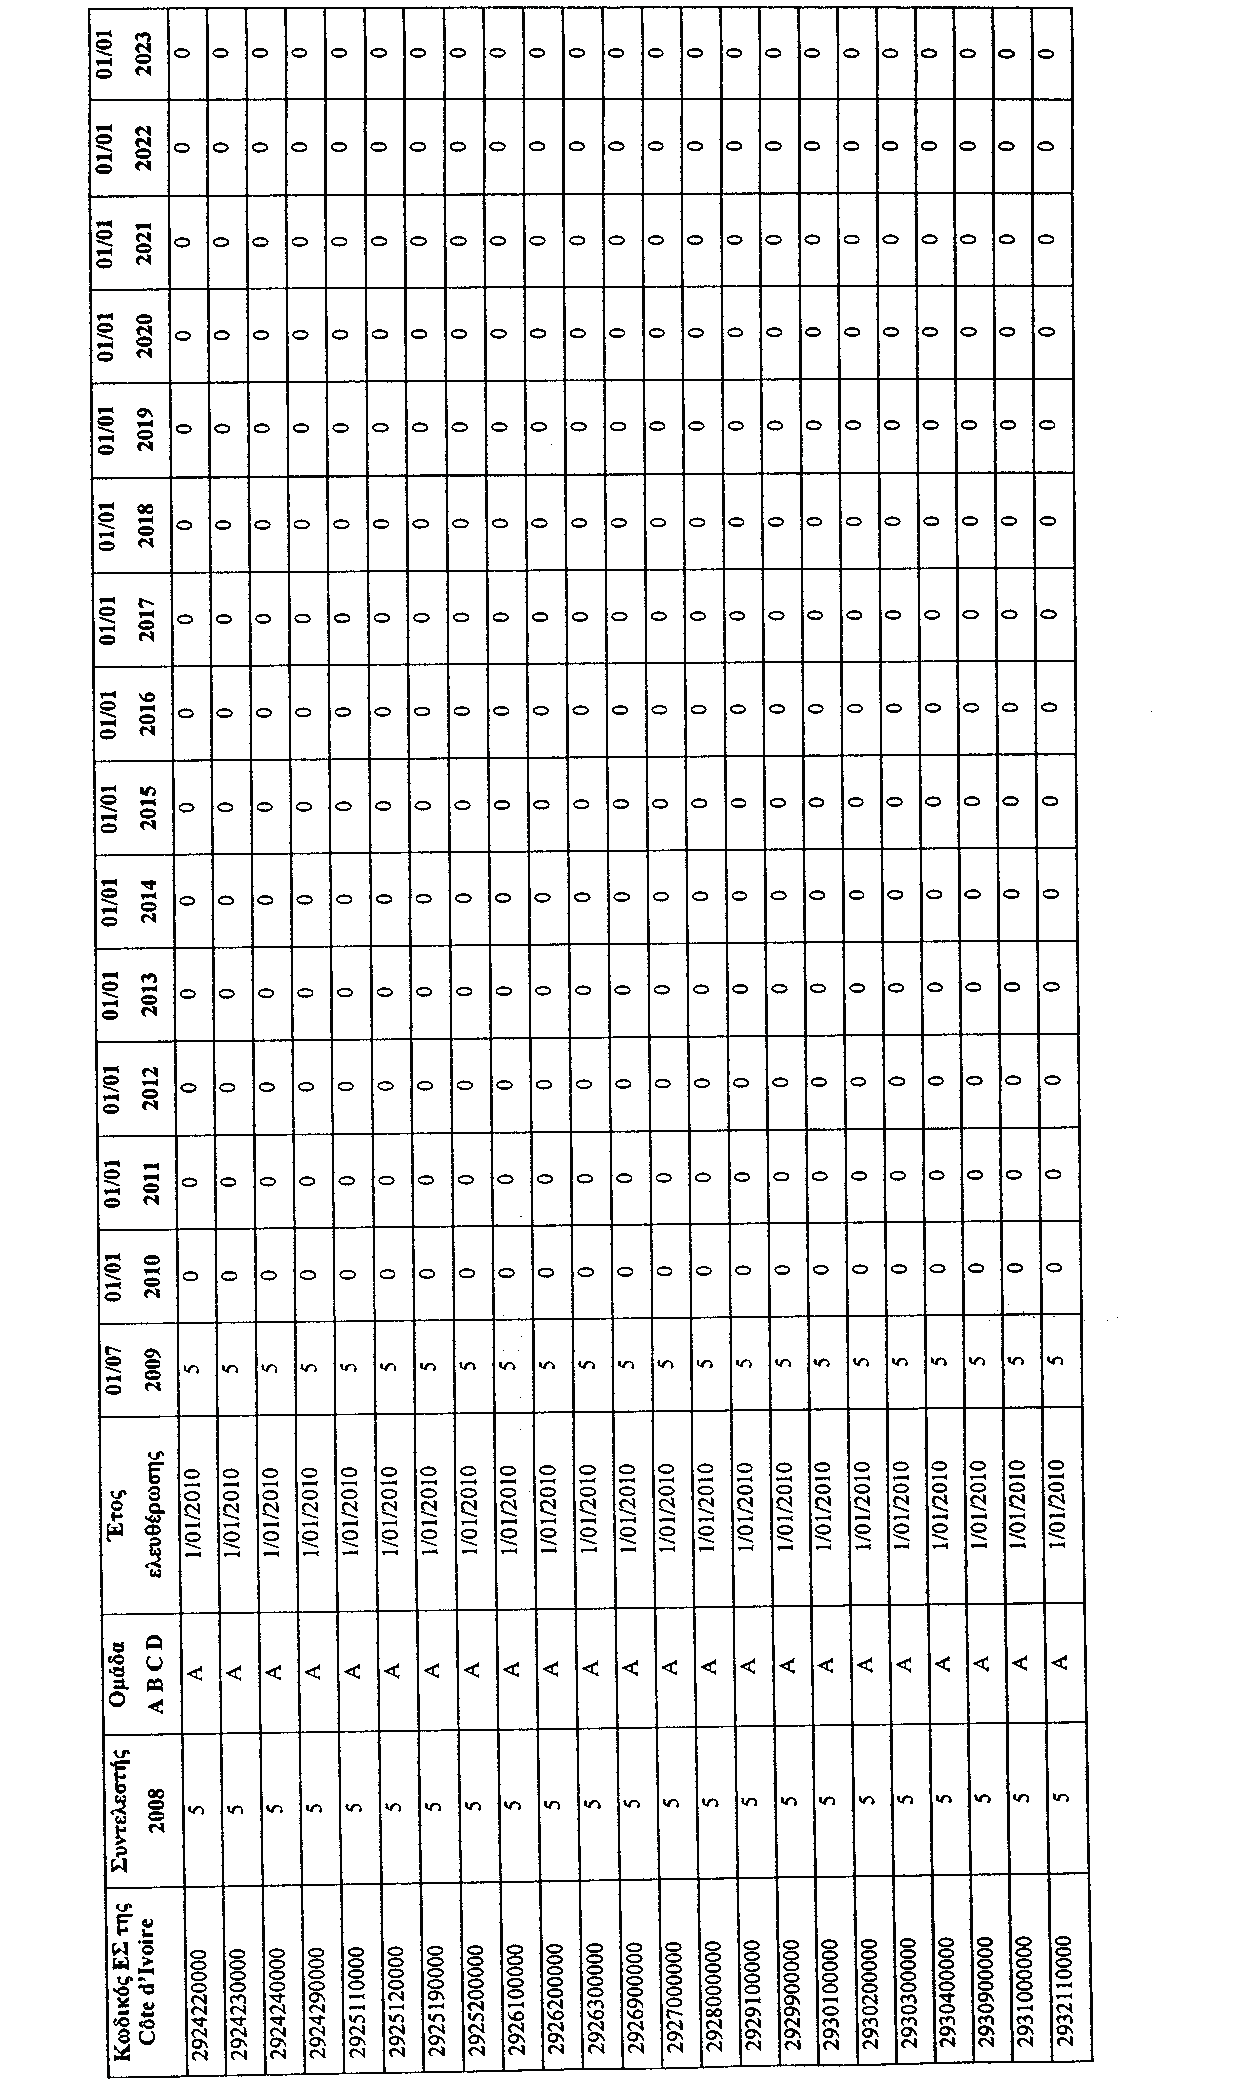 Κοδικός ΕΣ της Συντελεστής Ομάδα Έτος 01/07 01/01 01/01 01/01 01/01 01/01 01/01 01/01 01/01 01/01 01/01 01/01 01/01 01/01 01/01
Côte d'Ivoire 2008 A B C D ελευθέρωσης 2009 2010 2011 2012 2013 2014 2015 2016 2017 2018 2019 2020 2021 2022 2023
2924220000 5 A 1/01/2010 5 0 0 0 0 0 0 0 0 0 0 0 0 0 0
2924230000 5 A 1/01/2010 5 0 0 0 0 0 0 0 0 0 0 0 0 0 0
2924240000 5 A 1/01/2010 5 0 0 0 0 0 0 0 0 0 0 0 0 0 0
2924290000 5 A 1/01/2010 5 0 0 0 0 0 0 0 0 0 0 0 0 0 0
2925110000 5 A 1/01/2010 5 0 0 0 0 0 0 0 0 0 0 0 0 0 0
2925120000 5 A 1/01/2010 5 0 0 0 0 0 0 0 0 0 0 0 0 0 0
2925190000 5 A 1/01/2010 5 0 0 0 0 0 0 0 0 0 0 0 0 0 0
2925200000 5 A 1/01/2010 5 0 0 0 0 0 0 0 0 0 0 0 0 0 0
2926100000 5 A 1/01/2010 5 0 0 0 0 0 0 0 0 0 0 0 0 0 0
2926200000 5 A 1/01/2010 5 0 0 0 0 0 0 0 0 0 0 0 0 0 0
2926300000 5 A 1/01/2010 5 0 0 0 0 0 0 0 0 0 0 0 0 0 0
2926900000 5 A 1/01/2010 5 0 0 0 0 0 0 0 0 0 0 0 0 0 0
2927000000 5 A 1/01/2010 5 0 0 0 0 0 0 0 0 0 0 0 0 0 0
2928000000 5 A 1/01/2010 5 0 0 0 0 0 0 0 0 0 0 0 0 0 0
2929100000 5 A 1/01/2010 5 0 0 0 0 0 0 0 0 0 0 0 0 0 0
2929900000 5 A 1/01/2010 5 0 0 0 0 0 0 0 0 0 0 0 0 0 0
2930100000 5 A 1/01/2010 5 0 0 0 0 0 0 0 0 0 0 0 0 0 0
2930200000 5 A 1/01/2010 5 0 0 0 0 0 0 0 0 0 0 0 0 0 0
2930300000 5 A 1/01/2010 5 0 0 0 0 0 0 0 0 0 0 0 0 0 0
2930400000 5 A 1/01/2010 5 0 0 0 0 0 0 0 0 0 0 0 0 0 0
2930900000 5 A 1/01/2010 5 0 0 0 0 0 0 0 0 0 0 0 0 0 0
2931000000 5 A 1/01/2010 5 0 0 0 0 0 0 0 0 0 0 0 0 0 0
2932110000 5 A 1/01/2010 5 0 0 0 0 0 0 0 0 0 0 0 0 0 0